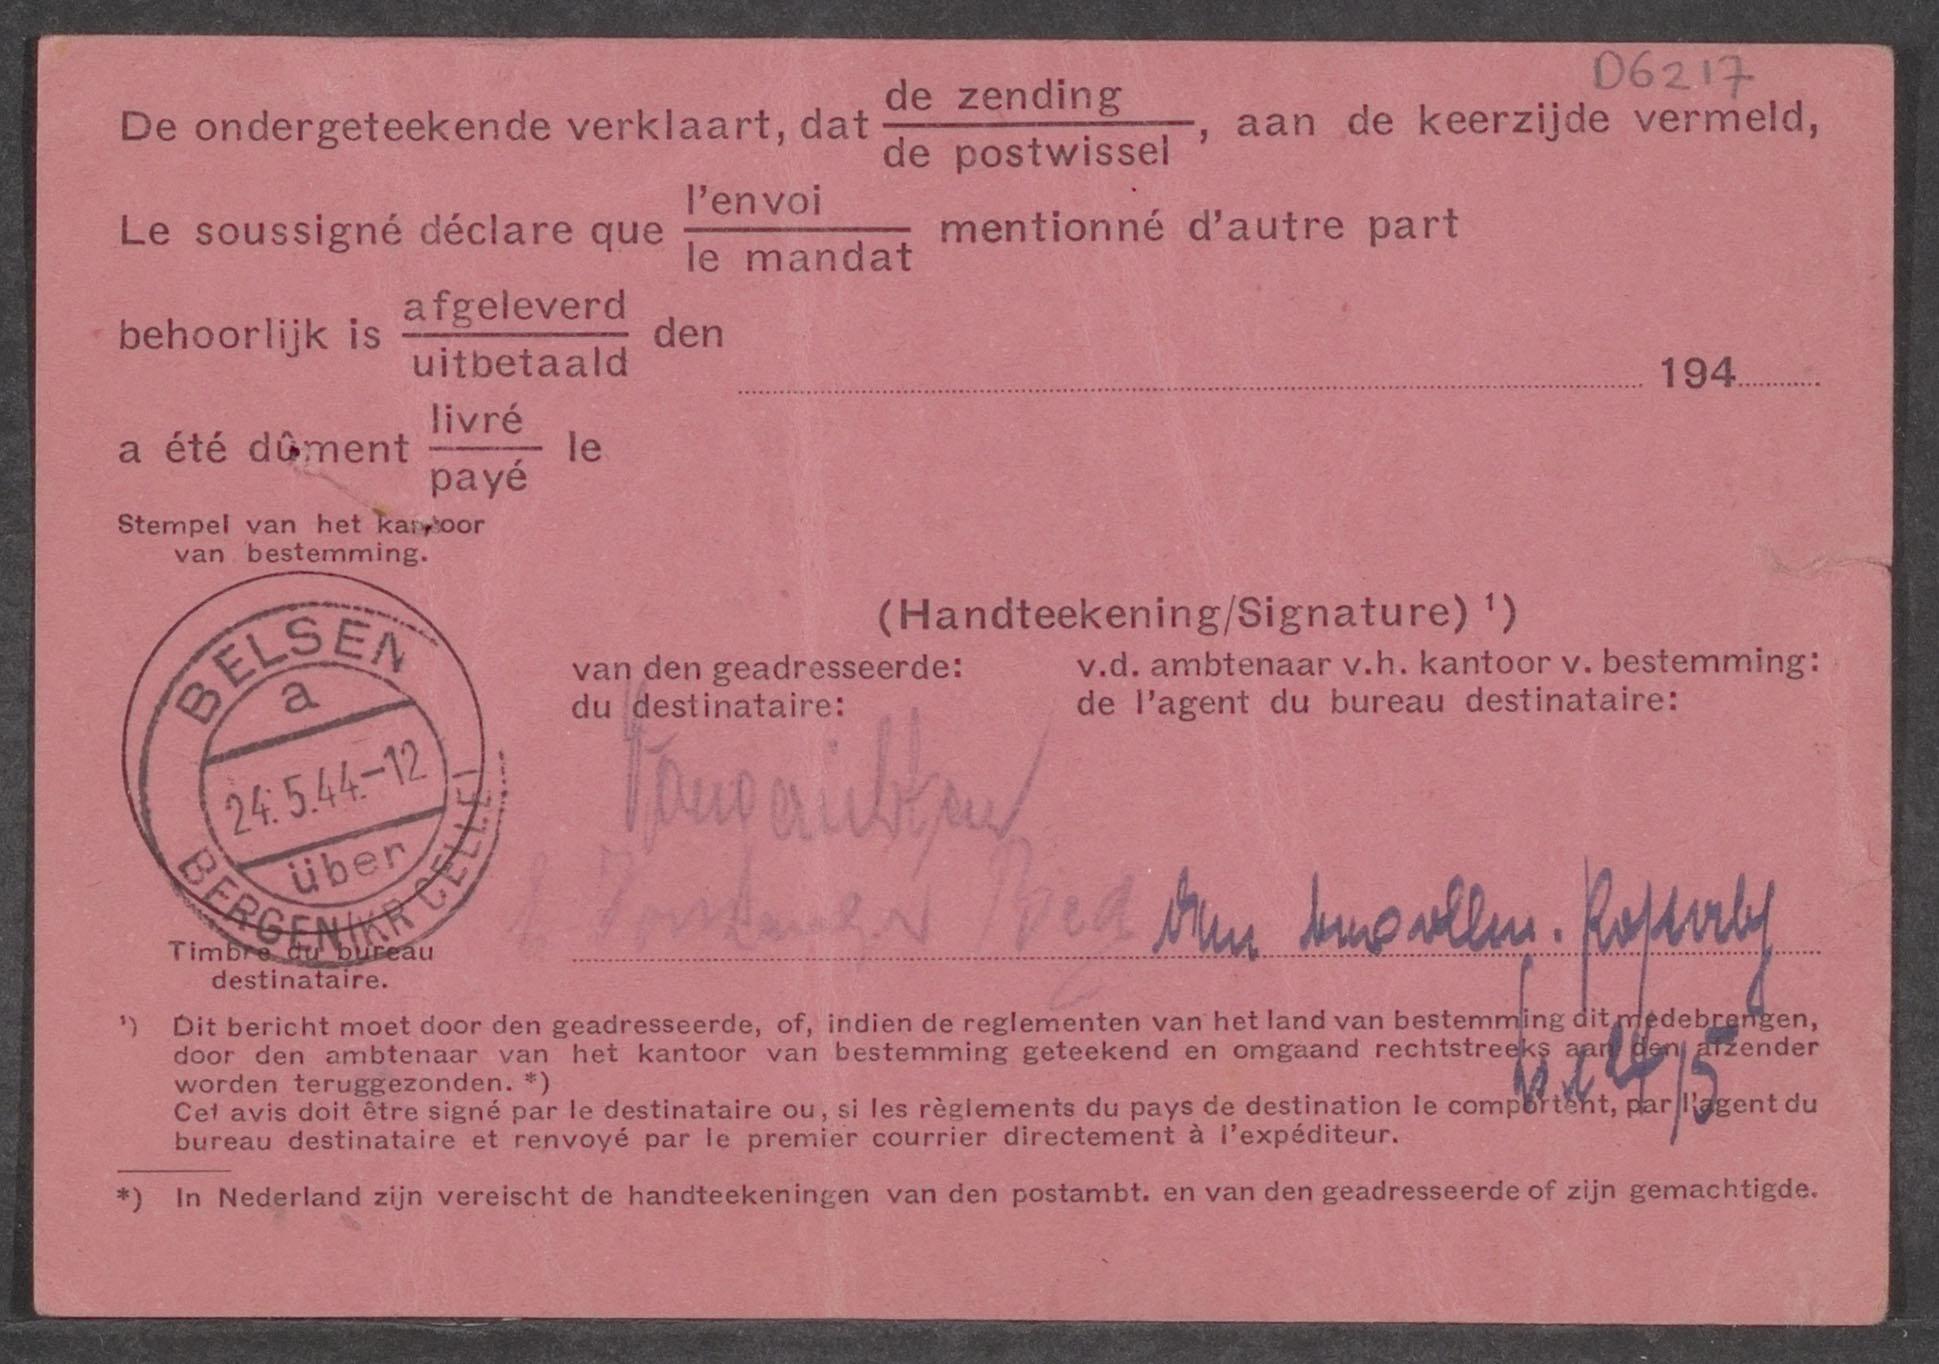 D6217
de zending
De ondergeteekende verklaart, dat , aan de keerzijde vermeld,
de postwissel
l'envoi
Le soussigné déclare que mentionné d'autre part
le mandat
afgeleverd
behoorlijk is den
uitbetaald
194
livré
a été dûment le
payé
Stempel van het kantoor
van bestemming.
BELSEN
a
24.5.44.-12
über
BERGEN (KR CELLE)
(Handteekening/Signature) ¹)
van den geadresseerde:
du destinataire:
v.d. ambtenaar v.h. kantoor v. bestemming:
de l'agent du bureau destinataire:
Timbre du bureau
destinataire.
24/5
¹) Dit bericht moet door den geadresseerde, of, indien de reglementen van het land van bestemming dit medebrengen,
door den ambtenaar van het kantoor van bestemming geteekend en omgaand rechtstreeks aan den afzender
worden teruggezonden. *)
Cet avis doit être signé par le destinataire ou, si les règlements du pays de destination le comportent, par l'agent du
bureau destinataire et renvoyé par le premier courrier directement à l'expéditeur.
*) In Nederland zijn vereischt de handteekeningen van den postambt. en van den geadresseerde of zijn gemachtigde.